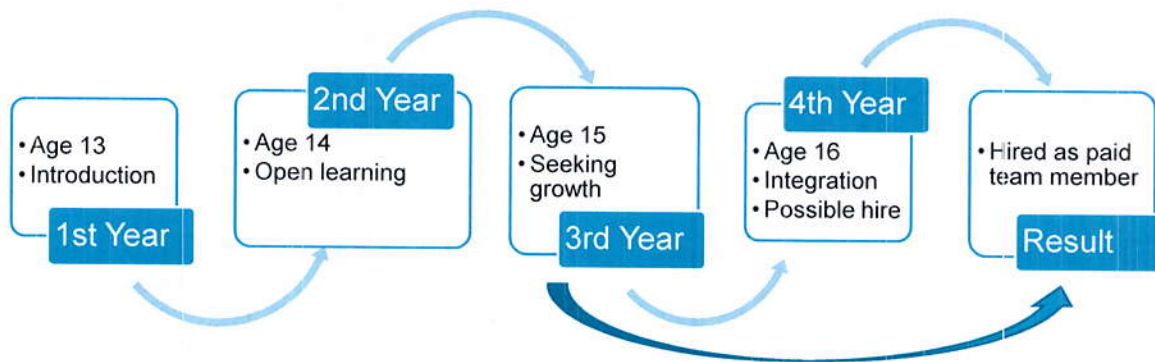 • Age 13
• Introduction
1st Year
2nd Year
• Age 14
• Open learning
• Age 15
• Seeking
growth
3rd Year
4th Year
• Age 16
• Integration
• Possible hire
• Hired as paid
team member
Result